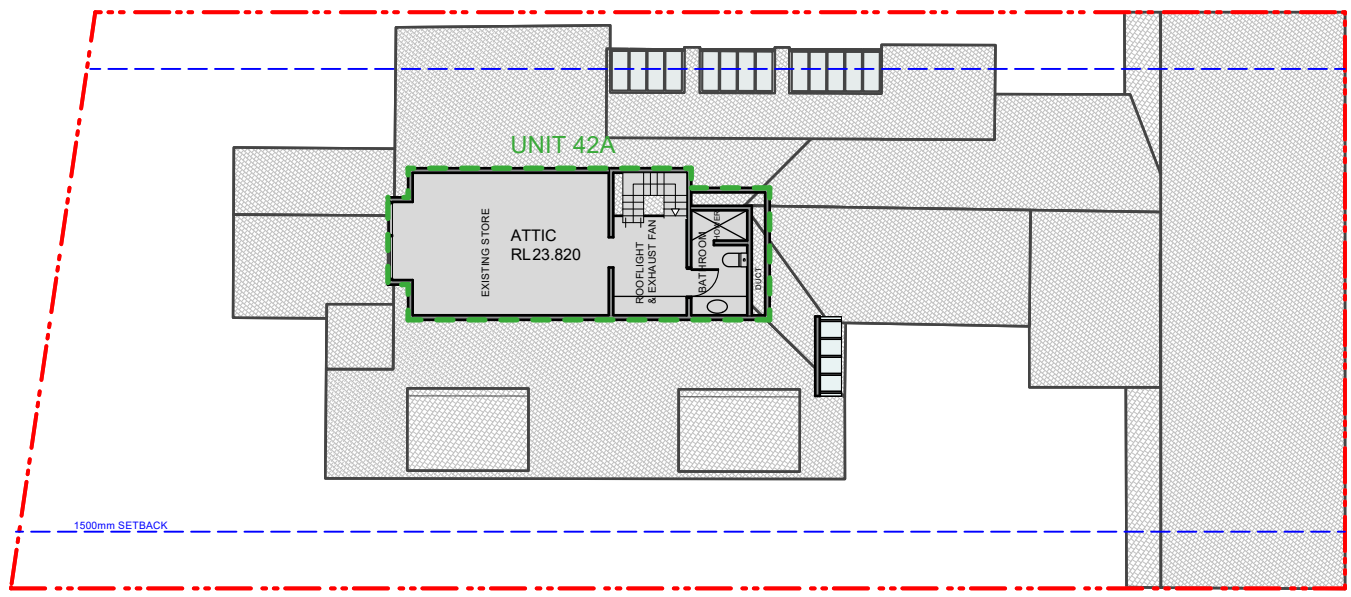 UNIT 42A
EXISTING STORE
ATTIC
RL23.820
ROOFLIGHT
& EXHAUST FAN
BATHROOM
SHOWER
DUCT
1500mm SETBACK